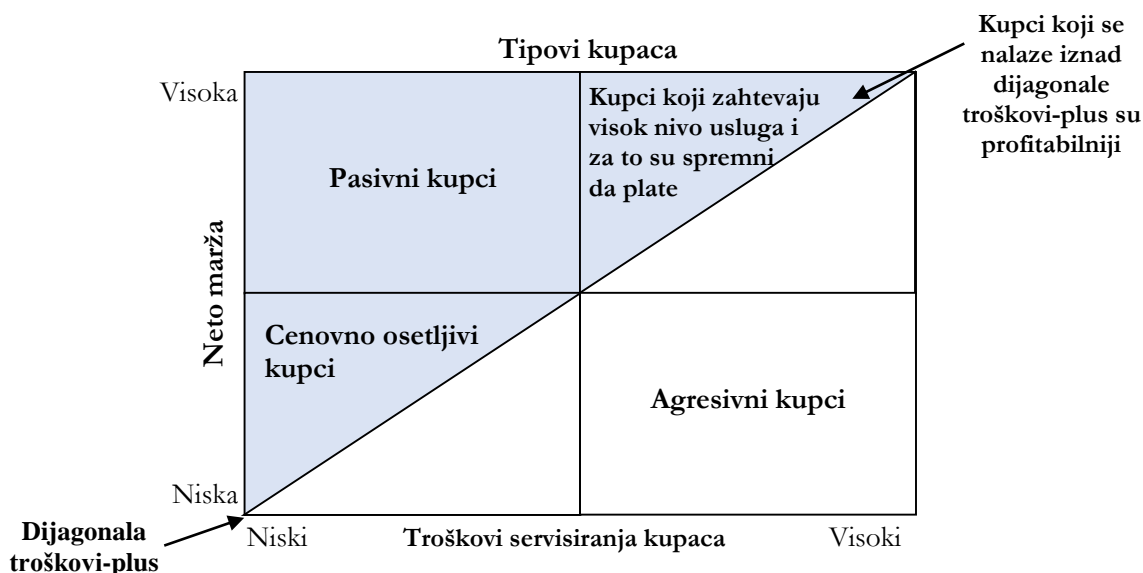 Tipovi kupaca
Kupci koji se
nalaze iznad
dijagonale
troškovi-plus su
profitabilniji
Visoka
Kupci koji zahtevaju
visok nivo usluga i
za to su spremni
da plate
Pasivni kupci
Neto marža
Cenovno osetljivi
kupci
Agresivni kupci
Niska
Dijagonala
troškovi-plus
Niski
Troškovi servisiranja kupaca
Visoki